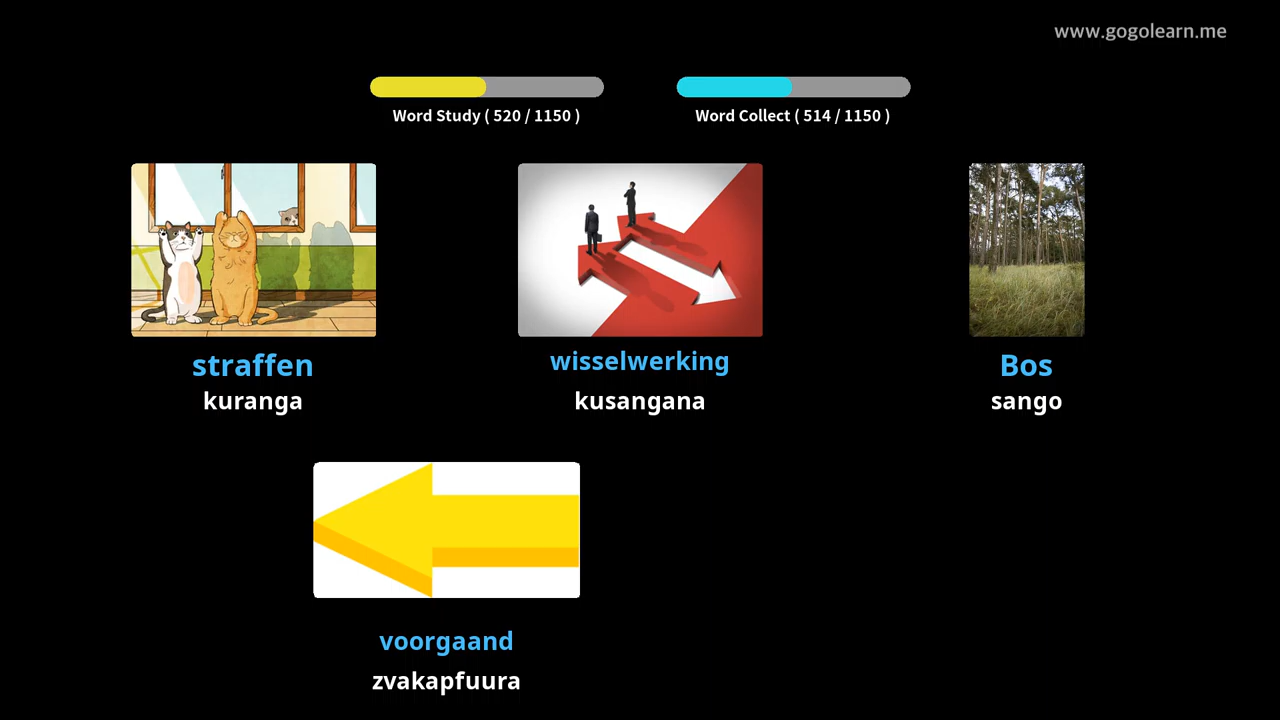 www.gogolearn.me
Word Study ( 520 / 1150 )
Word Collect ( 514 / 1150 )
straffen
kuranga
wisselwerking
kusangana
Bos
sango
voorgaand
zvakapfuura